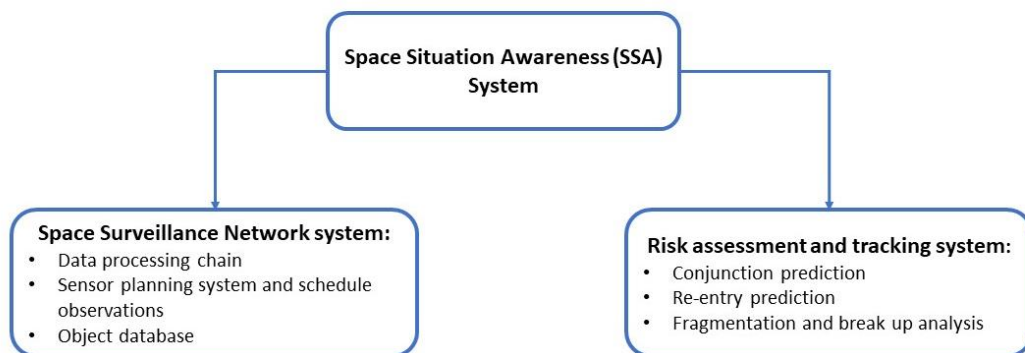 Space Situation Awareness (SSA)
System
Space Surveillance Network system:
• Data processing chain
• Sensor planning system and schedule
observations
• Object database
Risk assessment and tracking system:
• Conjunction prediction
• Re-entry prediction
• Fragmentation and break up analysis